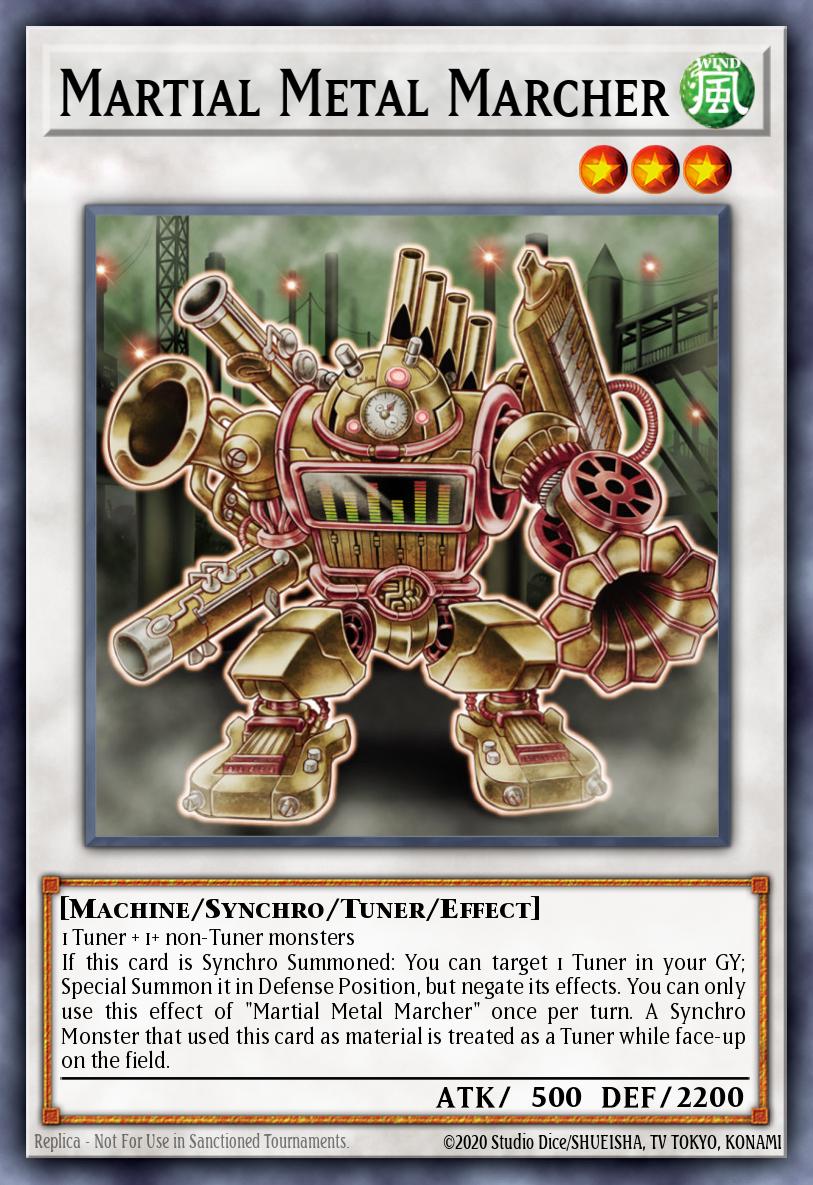 Martial Metal Marcher
WIND
風
[Machine/Synchro/Tuner/Effect]
1 Tuner + 1+ non-Tuner monsters
If this card is Synchro Summoned: You can target 1 Tuner in your GY;
Special Summon it in Defense Position, but negate its effects. You can only
use this effect of "Martial Metal Marcher" once per turn. A Synchro
Monster that used this card as material is treated as a Tuner while face-up
on the field.
ATK/ 500 DEF/2200
Replica - Not For Use in Sanctioned Tournaments.
©2020 Studio Dice/SHUEISHA, TV TOKYO, KONAMI